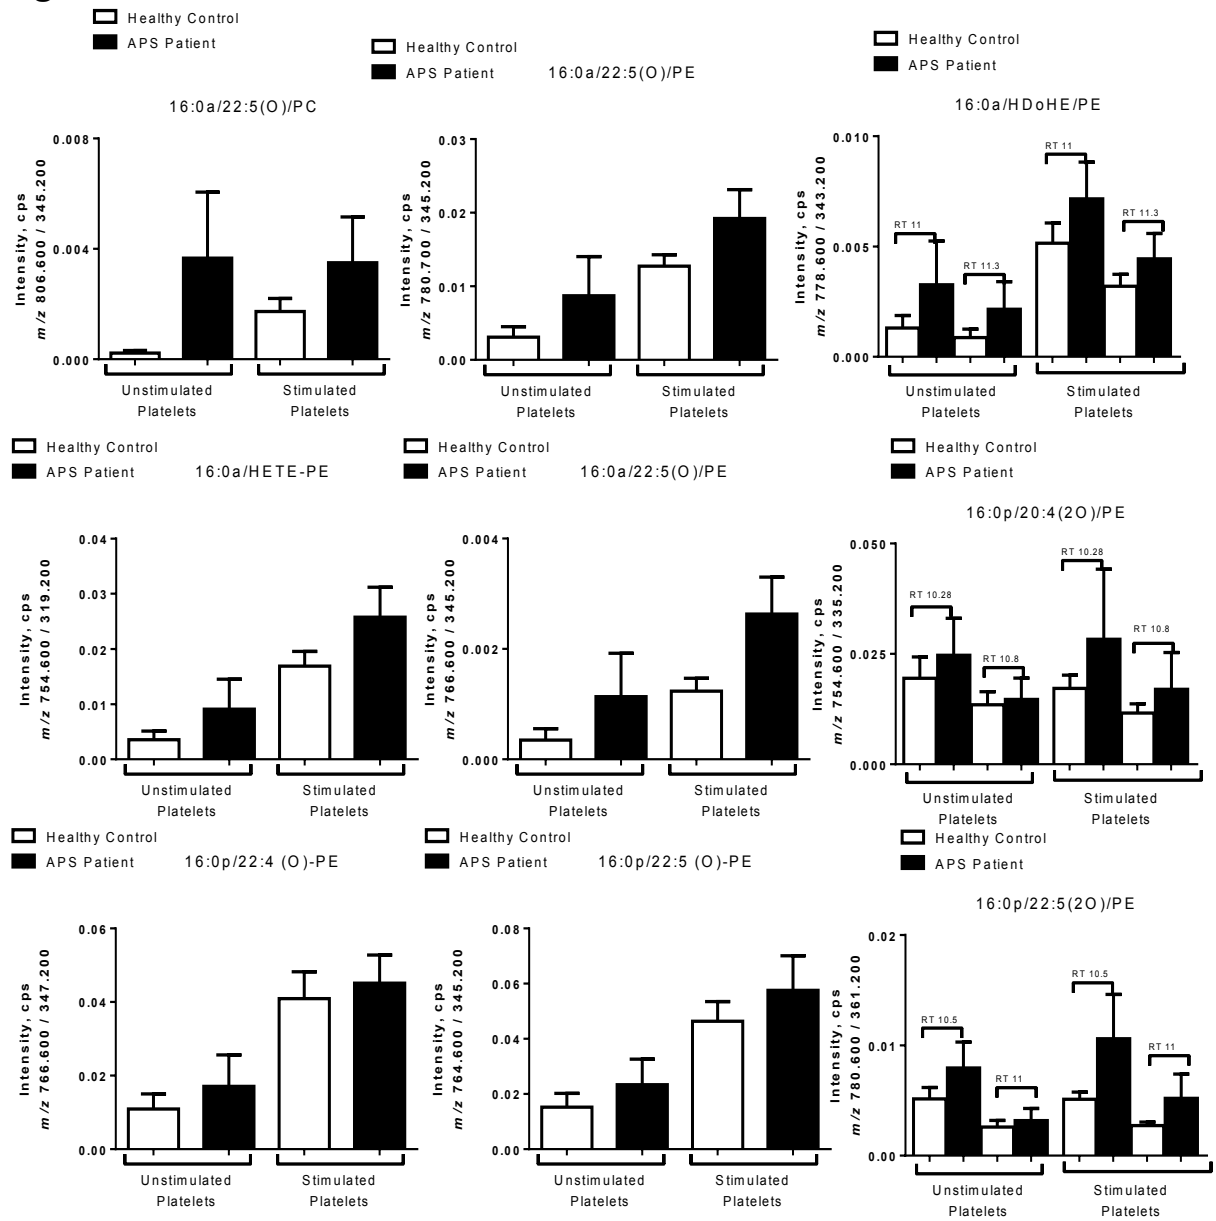 Healthy Control
APS Patient
16:0a/22:5(O)/PC
Intensity, cps
m/z 806.600 / 345.200
0.008
0.004
0.000
Unstimulated
Platelets
Stimulated
Platelets
Healthy Control
APS Patient
16:0a/22:5(O)/PE
Intensity, cps
m/z 780.700 / 345.200
0.03
0.02
0.01
0.00
Unstimulated
Platelets
Stimulated
Platelets
Healthy Control
APS Patient
16:0a/HDoHE/PE
Intensity, cps
m/z 778.600 / 343.200
0.010
0.005
0.000
RT 11
RT 11.3
RT 11
RT 11.3
Unstimulated
Platelets
Stimulated
Platelets
Healthy Control
APS Patient
16:0a/HETE-PE
Intensity, cps
m/z 754.600 / 319.200
0.04
0.03
0.02
0.01
0.00
Unstimulated
Platelets
Stimulated
Platelets
Healthy Control
APS Patient
16:0a/22:5(O)/PE
Intensity, cps
m/z 766.600 / 345.200
0.004
0.002
0.000
Unstimulated
Platelets
Stimulated
Platelets
Healthy Control
APS Patient
16:0p/20:4(2O)/PE
Intensity, cps
m/z 754.600 / 335.200
0.050
0.025
0.000
RT 10.28
RT 10.8
RT 10.28
RT 10.8
Unstimulated
Platelets
Stimulated
Platelets
Healthy Control
APS Patient
16:0p/22:4 (O)-PE
Intensity, cps
m/z 766.600 / 347.200
0.06
0.04
0.02
0.00
Unstimulated
Platelets
Stimulated
Platelets
Healthy Control
APS Patient
16:0p/22:5 (O)-PE
Intensity, cps
m/z 764.600 / 345.200
0.08
0.06
0.04
0.02
0.00
Unstimulated
Platelets
Stimulated
Platelets
Healthy Control
APS Patient
16:0p/22:5(2O)/PE
Intensity, cps
m/z 780.600 / 361.200
0.02
0.01
0.00
RT 10.5
RT 11
RT 10.5
RT 11
Unstimulated
Platelets
Stimulated
Platelets